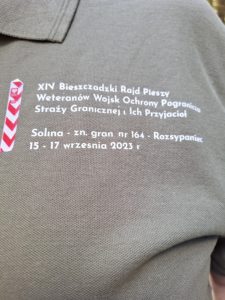 XIV Bieszczadzki Rajd Pieszy
Weteranów Wojsk Ochrony Pogranicza
Straży Granicznej i Ich Przyjaciół
Solina - zn. gran. nr 164 - Rozsypaniec
15 - 17 września 2023 r